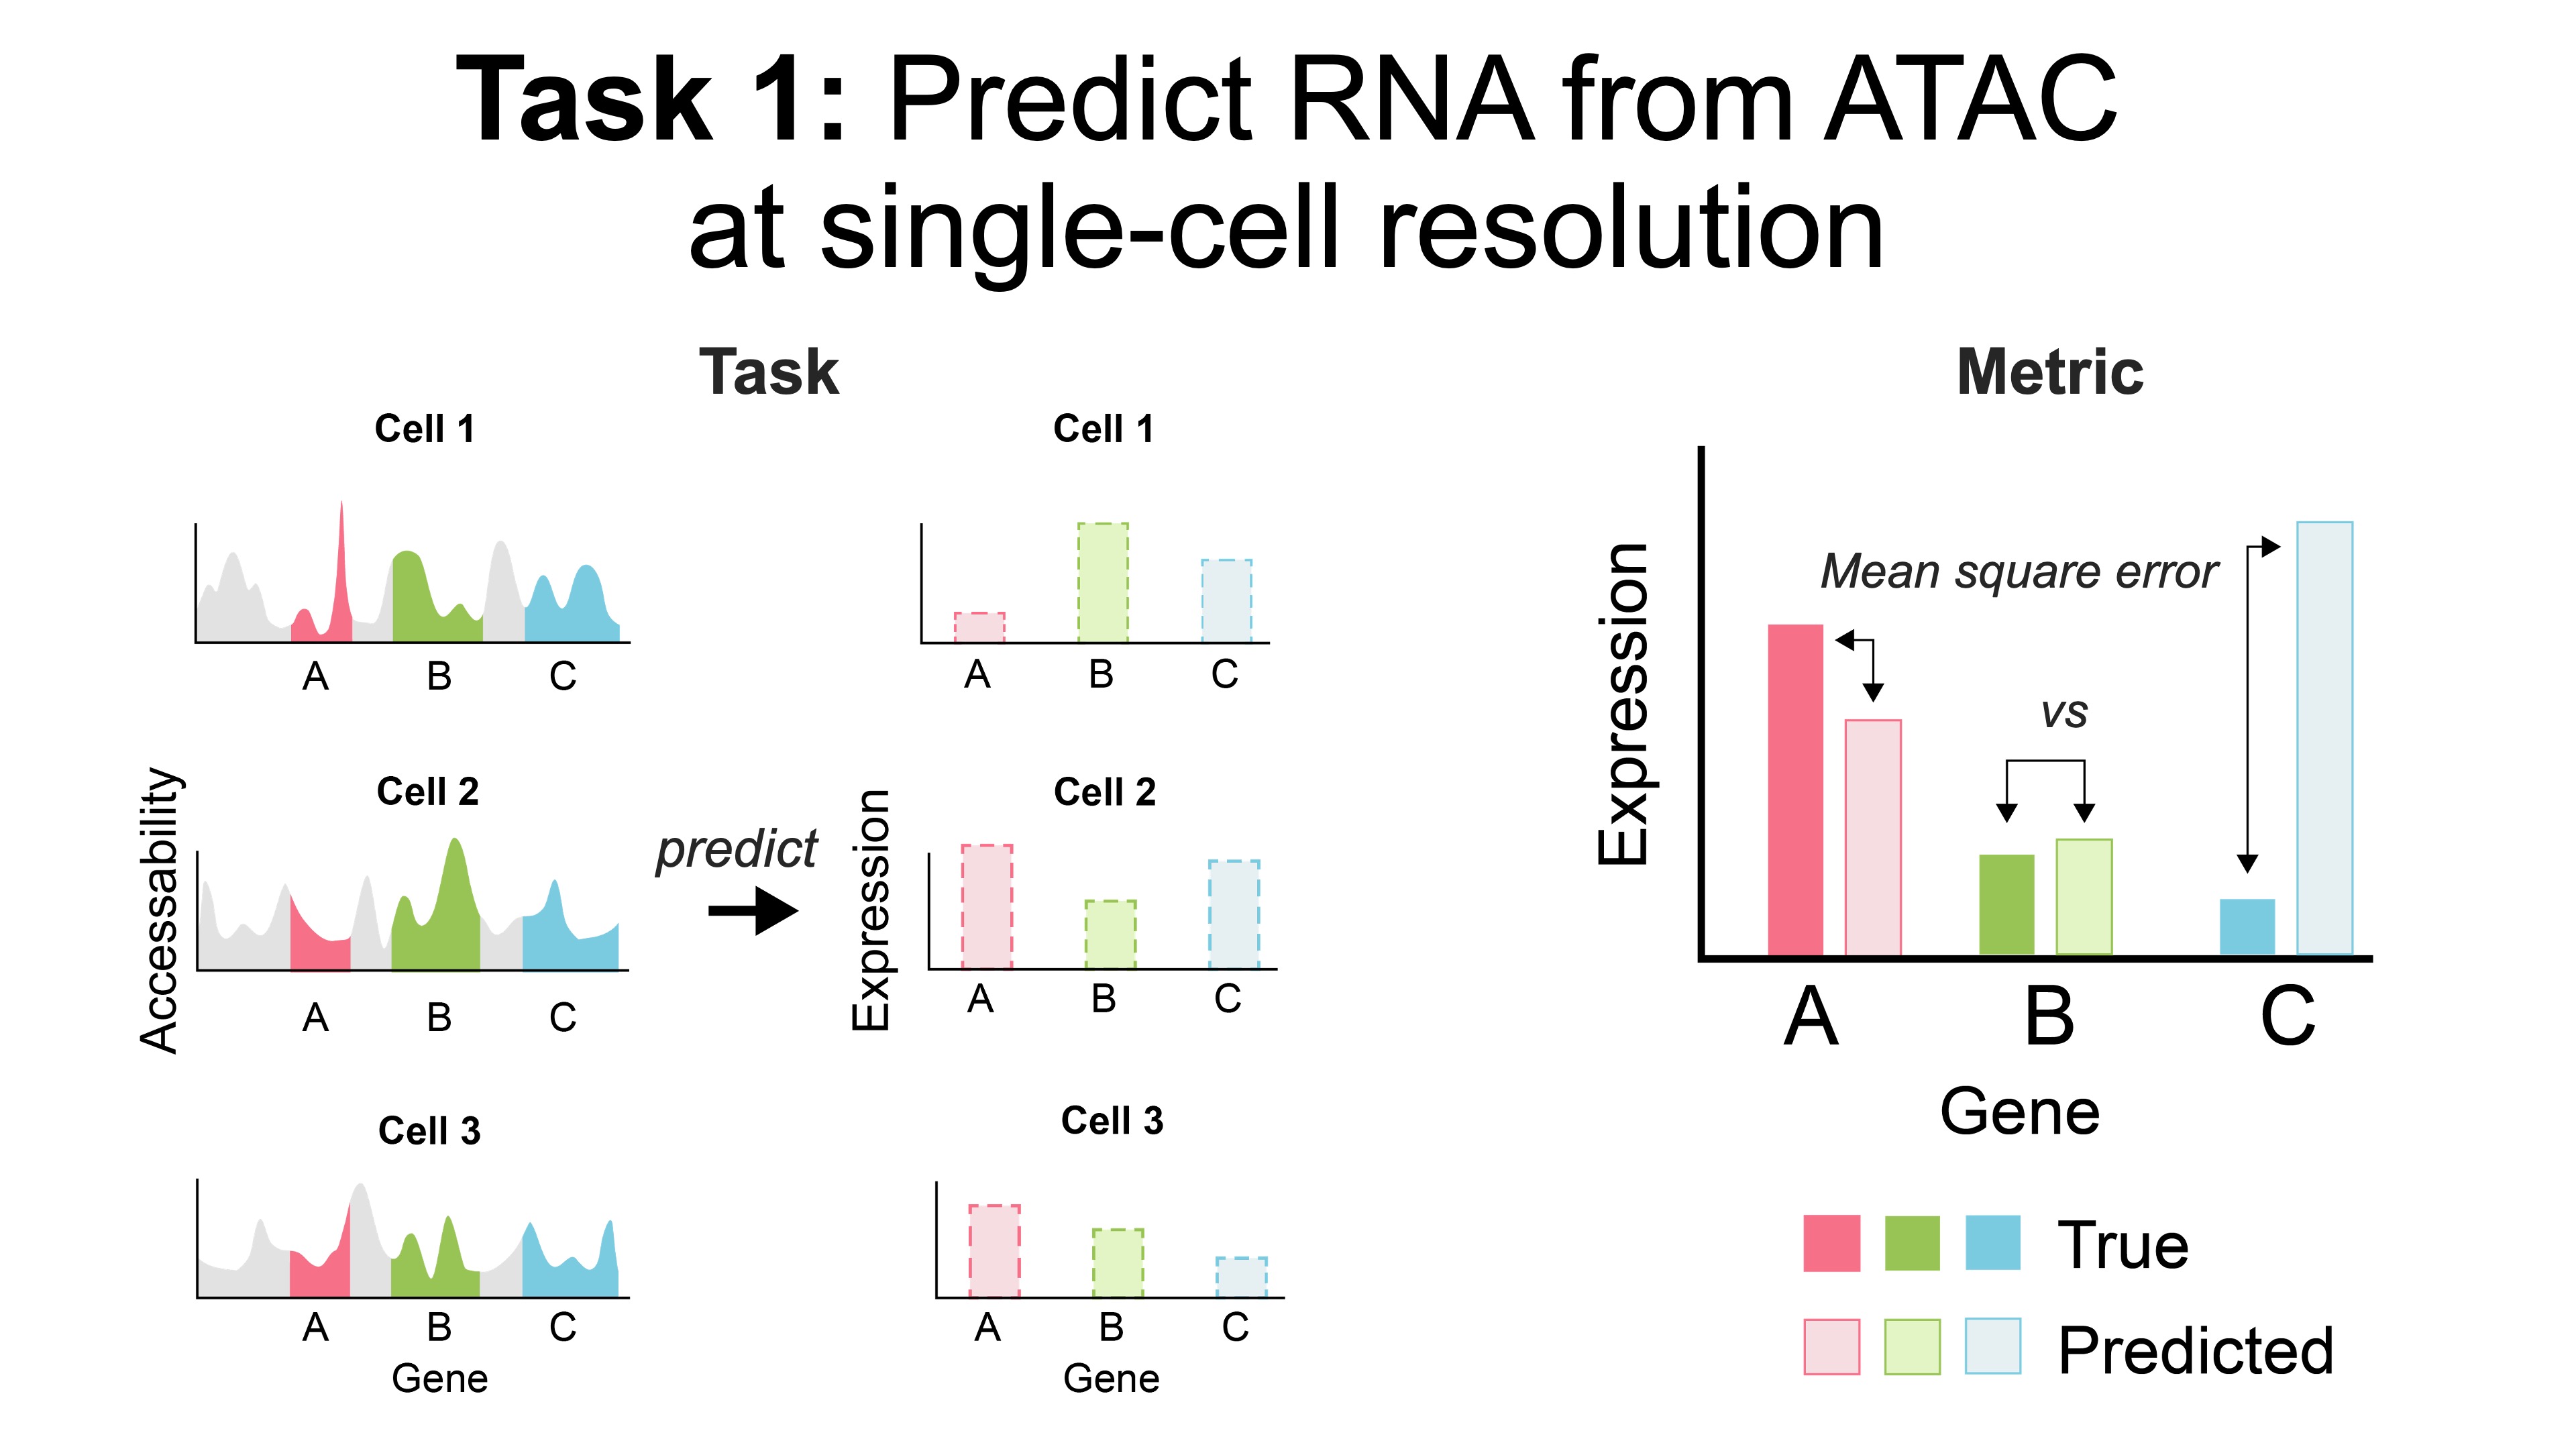 Task 1: Predict RNA from ATAC
at single-cell resolution
Task
Cell 1
A B C
Accessability
Cell 2
A B C
Cell 3
A B C
Gene
predict
Cell 1
A B C
Expression
Cell 2
A B C
Cell 3
A B C
Gene
Metric
Expression
Mean square error
vs
A B C
Gene
True
Predicted